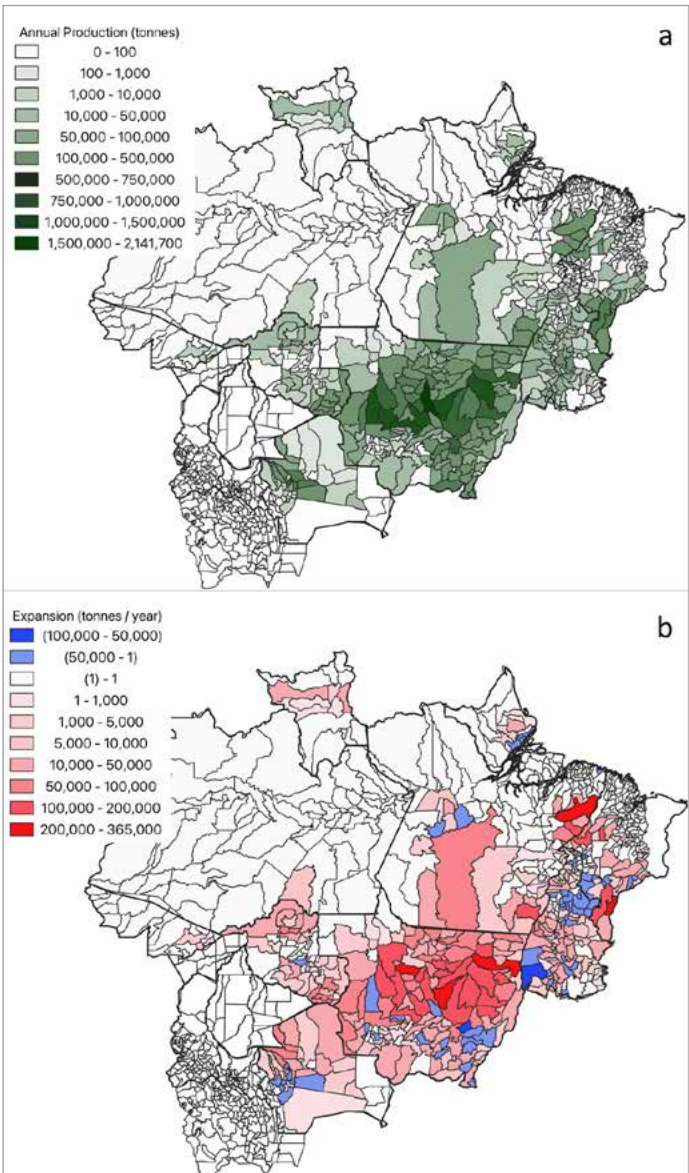 Annual Production (tonnes)
0 - 100
100 - 1,000
1,000 - 10,000
10,000 - 50,000
50,000 - 100,000
100,000 - 500,000
500,000 - 750,000
750,000 - 1,000,000
1,000,000 - 1,500,000
1,500,000 - 2,141,700
a
Expansion (tonnes / year)
(100,000 - 50,000)
(50,000 - 1)
(1) - 1
1 - 1,000
1,000 - 5,000
5,000 - 10,000
10,000 - 50,000
50,000 - 100,000
100,000 - 200,000
200,000 - 365,000
b